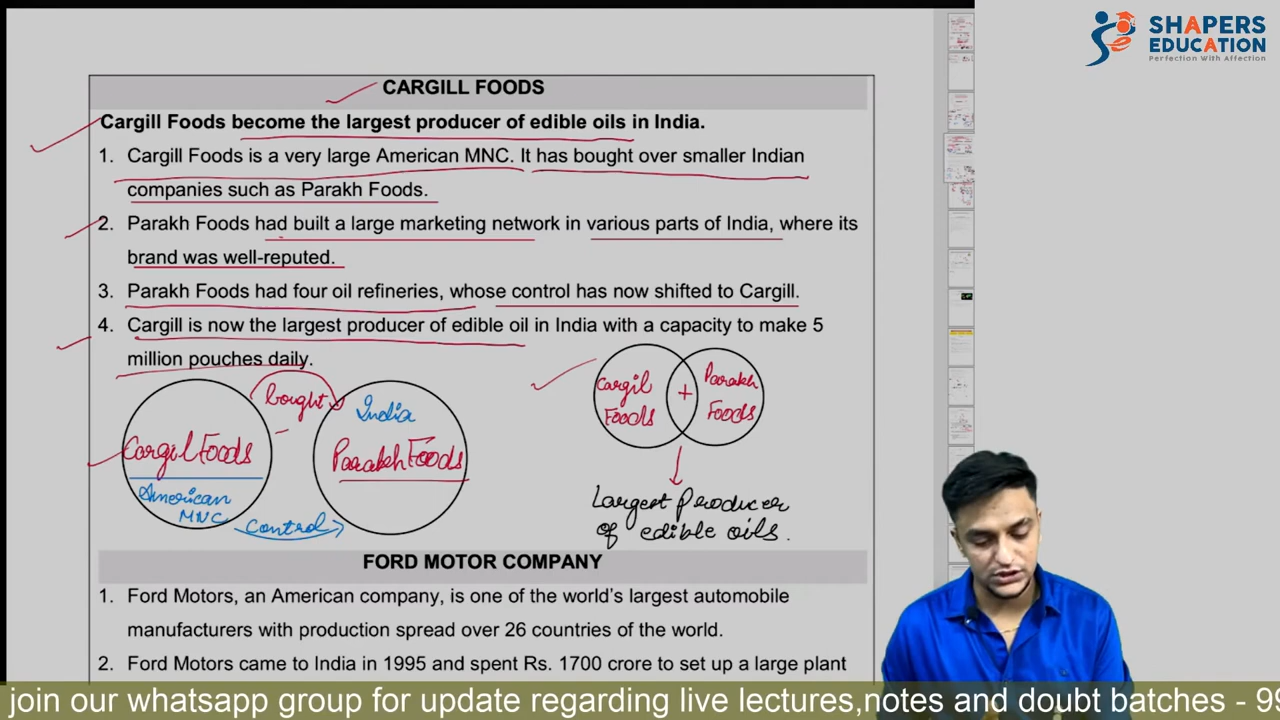 SHAPERS
EDUCATION
Perfection With Affection
CARGILL FOODS
Cargill Foods become the largest producer of edible oils in India.
1. Cargill Foods is a very large American MNC. It has bought over smaller Indian
companies such as Parakh Foods.
2. Parakh Foods had built a large marketing network in various parts of India, where its
brand was well-reputed.
3. Parakh Foods had four oil refineries, whose control has now shifted to Cargill.
4. Cargill is now the largest producer of edible oil in India with a capacity to make 5
million pouches daily.
Cargil Foods
American
MNC
bought
control
India
Parakh Foods
Cargil
Foods
+
Parakh
Foods
Largest Producer
of edible oils.
FORD MOTOR COMPANY
1. Ford Motors, an American company, is one of the world's largest automobile
manufacturers with production spread over 26 countries of the world.
2. Ford Motors came to India in 1995 and spent Rs. 1700 crore to set up a large plant
join our whatsapp group for update regarding live lectures,notes and doubt batches - 99